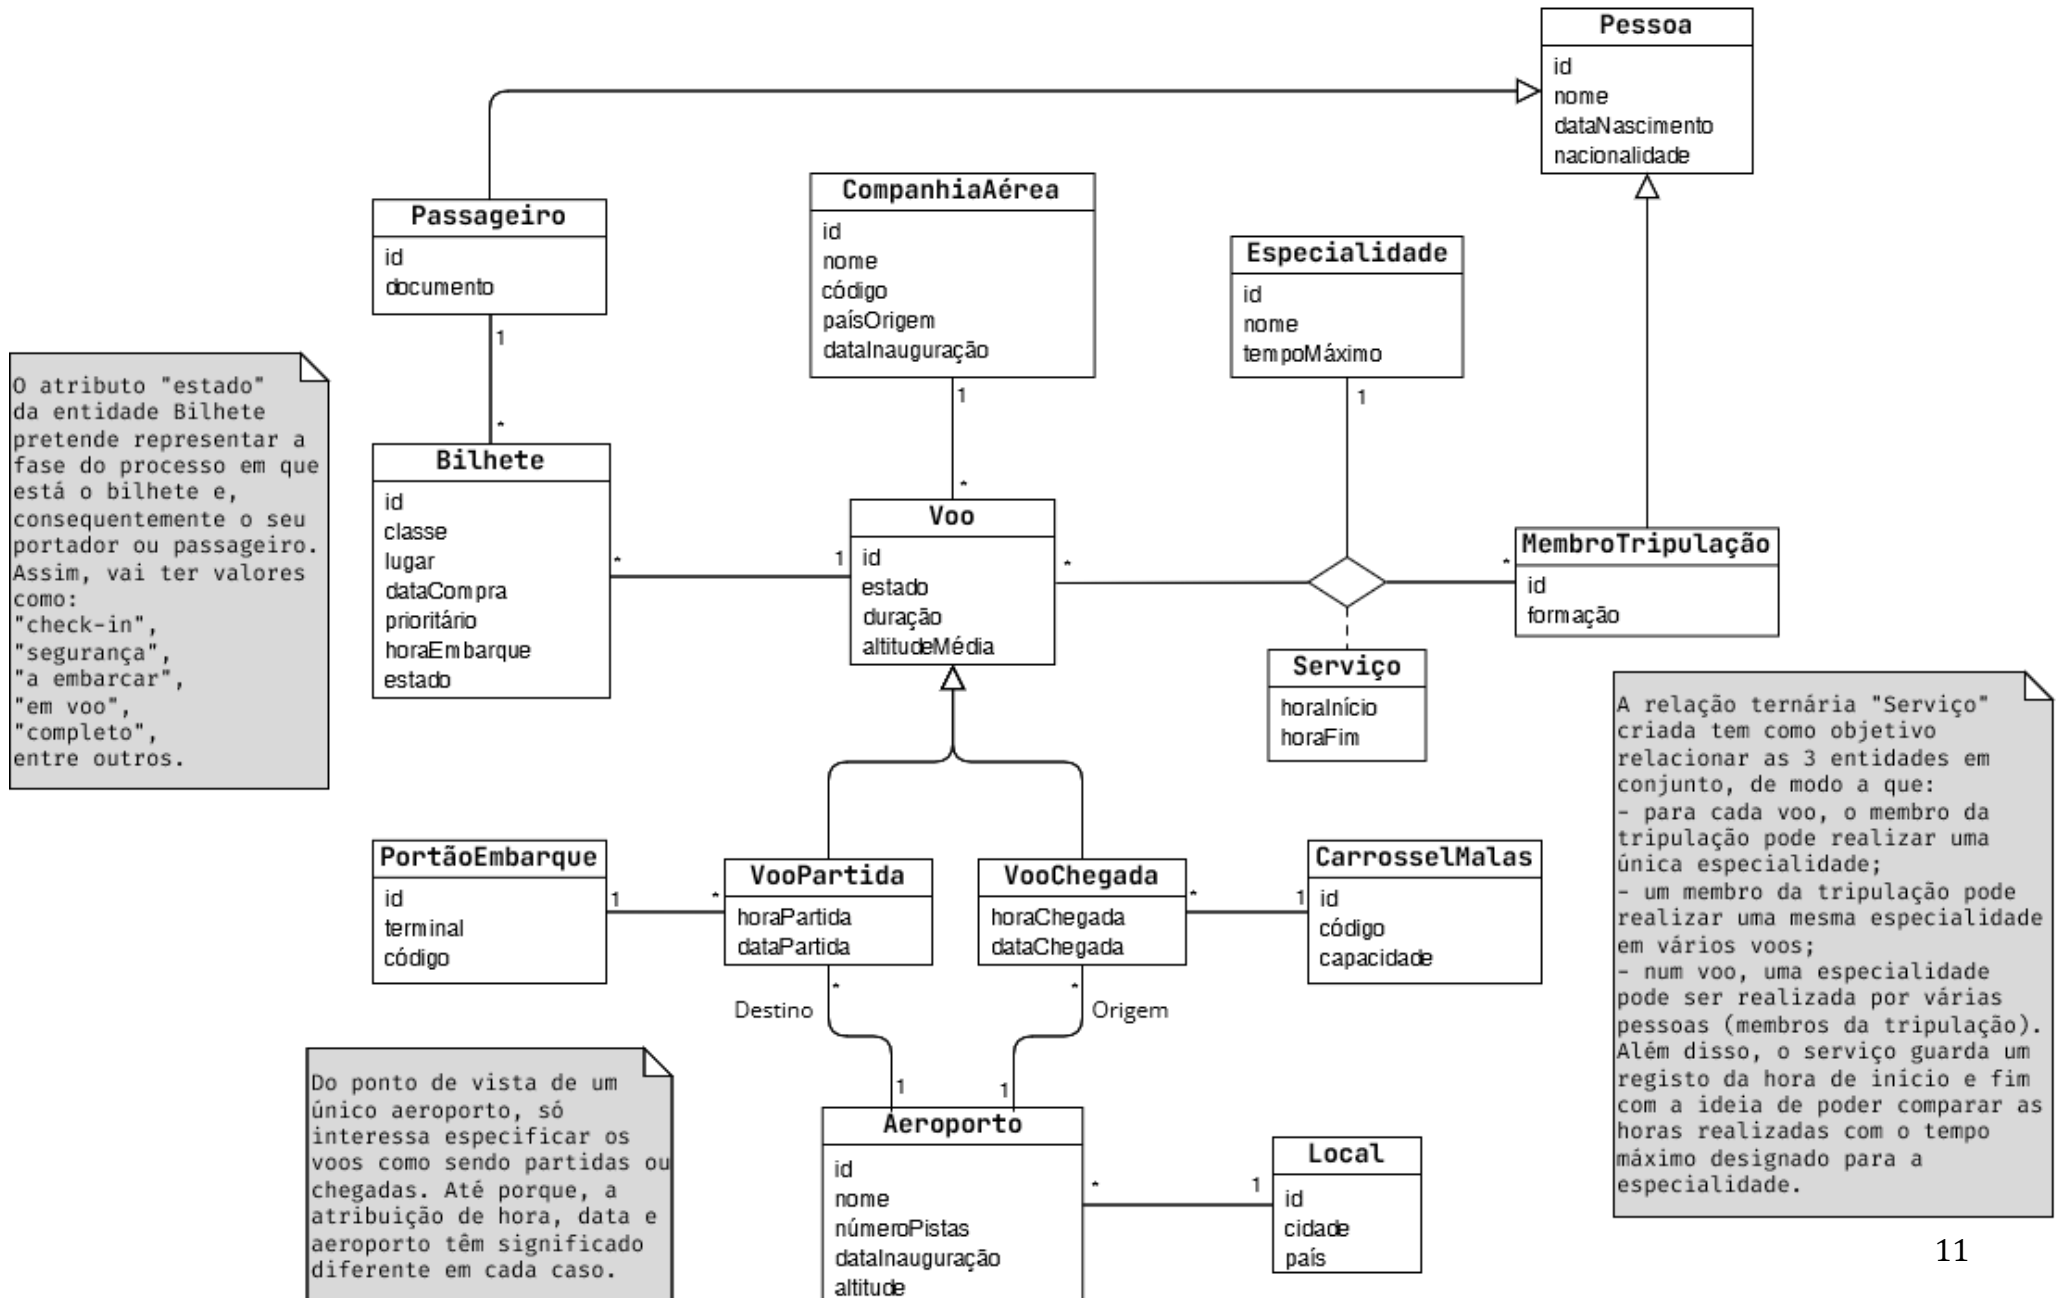 Pessoa
id
nome
dataNascimento
nacionalidade
Passageiro
id
documento
1
*
CompanhiaAérea
id
nome
código
paísOrigem
dataInauguração
1
*
Especialidade
id
nome
tempoMáximo
1
O atributo "estado"
da entidade Bilhete
pretende representar a
fase do processo em que
está o bilhete e,
consequentemente o seu
portador ou passageiro.
Assim, vai ter valores
como:
"check-in",
"segurança",
"a embarcar",
"em voo",
"completo",
entre outros.
Bilhete
id
classe
lugar
dataCompra
prioritário
horaEmbarque
estado
*
1
Voo
id
estado
duração
altitudeMédia
*
*
MembroTripulação
id
formação
Serviço
horaInício
horaFim
A relação ternária "Serviço"
criada tem como objetivo
relacionar as 3 entidades em
conjunto, de modo a que:
- para cada voo, o membro da
tripulação pode realizar uma
única especialidade;
- um membro da tripulação pode
realizar uma mesma especialidade
em vários voos;
- num voo, uma especialidade
pode ser realizada por várias
pessoas (membros da tripulação).
Além disso, o serviço guarda um
registo da hora de início e fim
com a ideia de poder comparar as
horas realizadas com o tempo
máximo designado para a
especialidade.
PortãoEmbarque
id
terminal
código
1
*
VooPartida
horaPartida
dataPartida
VooChegada
horaChegada
dataChegada
*
1
CarrosselMalas
id
código
capacidade
*
Destino
*
Origem
1
1
Do ponto de vista de um
único aeroporto, só
interessa especificar os
voos como sendo partidas ou
chegadas. Até porque, a
atribuição de hora, data e
aeroporto têm significado
diferente em cada caso.
Aeroporto
id
nome
númeroPistas
dataInauguração
altitude
*
1
Local
id
cidade
país
11